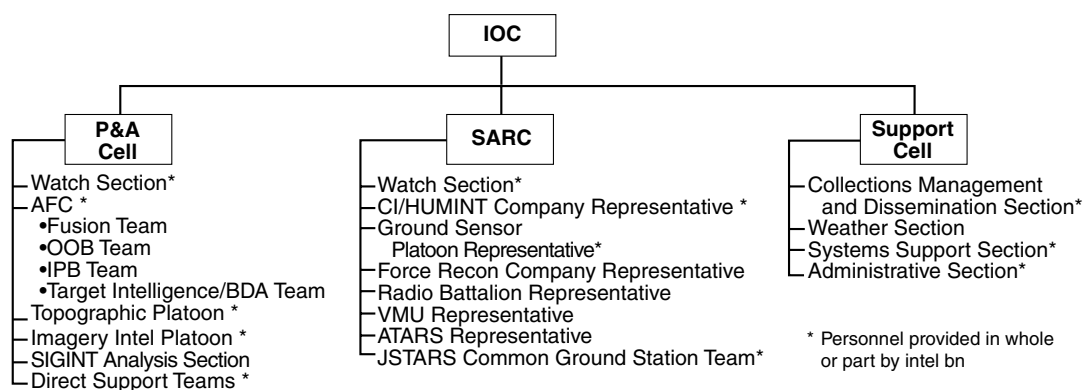 IOC
P&A
Cell
Watch Section*
AFC *
•Fusion Team
•OOB Team
•IPB Team
•Target Intelligence/BDA Team
Topographic Platoon *
Imagery Intel Platoon *
SIGINT Analysis Section
Direct Support Teams *
SARC
Watch Section*
CI/HUMINT Company Representative *
Ground Sensor
Platoon Representative*
Force Recon Company Representative
Radio Battalion Representative
VMU Representative
ATARS Representative
JSTARS Common Ground Station Team*
Support
Cell
Collections Management
and Dissemination Section*
Weather Section
Systems Support Section*
Administrative Section*
* Personnel provided in whole
or part by intel bn